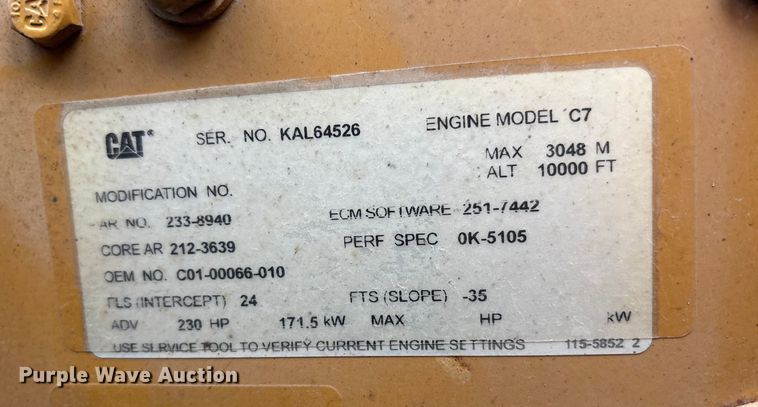 CAT
CAT SER. NO. KAL64526 ENGINE MODEL C7
MAX 3048 M
ALT 10000 FT
MODIFICATION NO.
AR NO. 233-8940 ECM SOFTWARE 251-7442
CORE AR 212-3639 PERF SPEC 0K-5105
OEM NO. C01-00066-010
FLS (INTERCEPT) 24 FTS (SLOPE) -35
ADV 230 HP 171.5 kW MAX HP kW
USE SERVICE TOOL TO VERIFY CURRENT ENGINE SETTINGS 115-5852 2
Purple Wave Auction